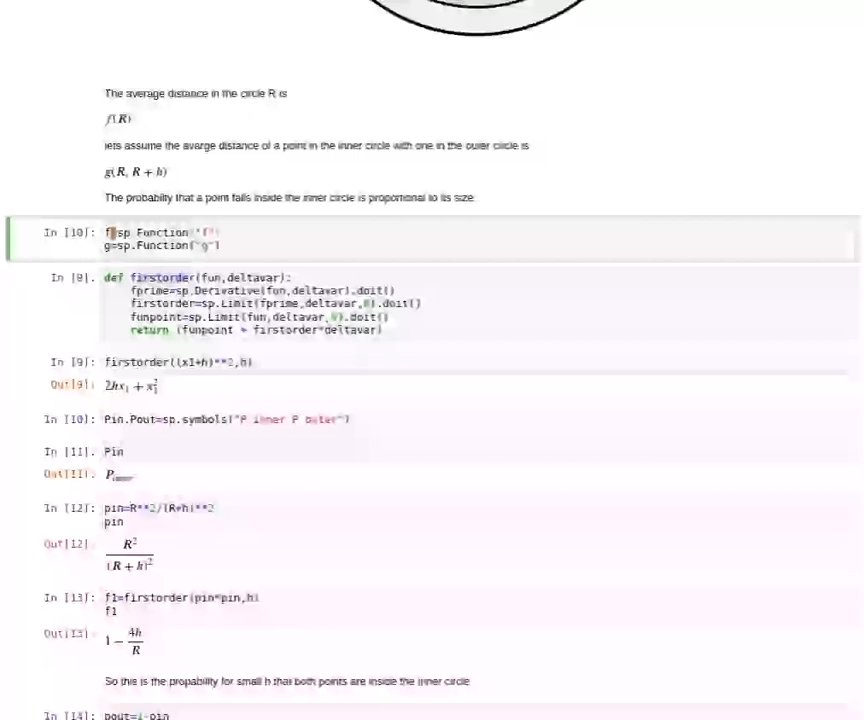 The average distance in the circle R is
f(R)
lets assume the avarge distance of a point in the inner circle with one in the outer circle is
g(R, R + h)
The probabilty that a point falls inside the inner circle is proportional to its size
In [10]: f=sp.Function("f")
g=sp.Function("g")
In [8]: def firstorder(fun,deltavar):
fprime=sp.Derivative(fun,deltavar).doit()
firstorder=sp.Limit(fprime,deltavar,0).doit()
funpoint=sp.Limit(fun,deltavar,0).doit()
return (funpoint + firstorder*deltavar)
In [9]: firstorder((x1+h)**2,h)
Out[9]: 2hx₁ + x₁²
In [10]: Pin,Pout=sp.symbols("P_inner P_outer")
In [11]: Pin
Out[11]: P_inner
In [12]: pin=R**2/(R+h)**2
pin
Out[12]: R² / (R + h)²
In [13]: f1=firstorder(pin*pin,h)
f1
Out[13]: 1 − 4h/R
So this is the propability for small h that both points are inside the inner circle
In [14]: pout=1-pin